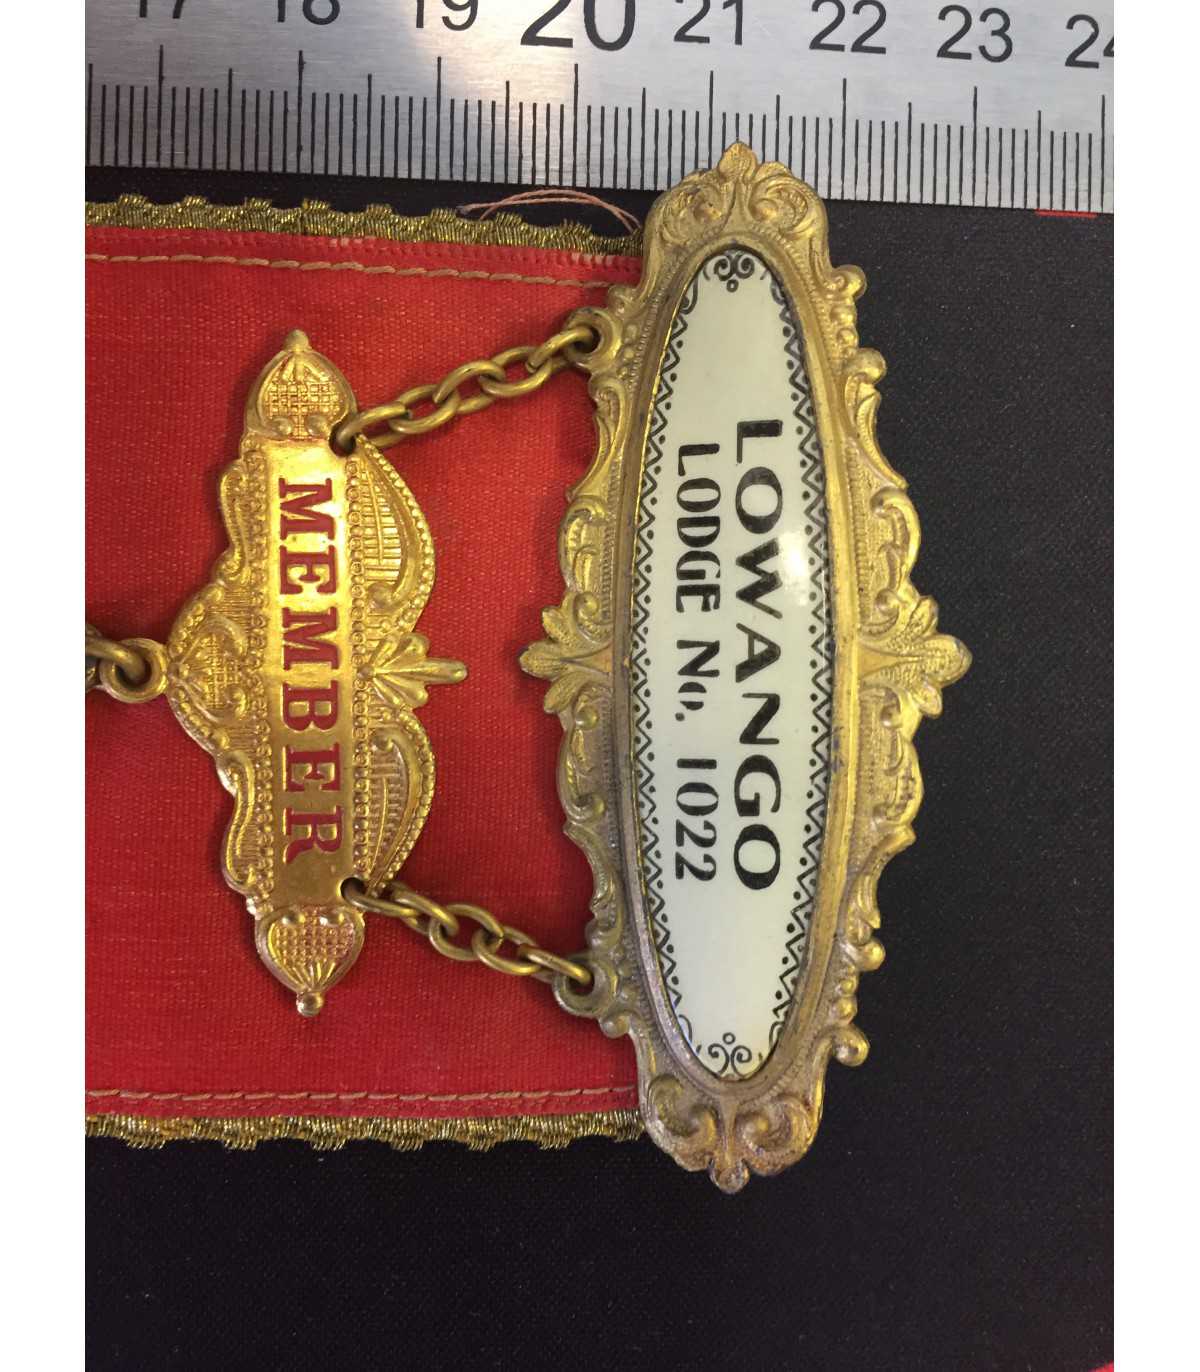 17 18 19 20 21 22 23 24
LOWANGO
LODGE No. 1022
MEMBER